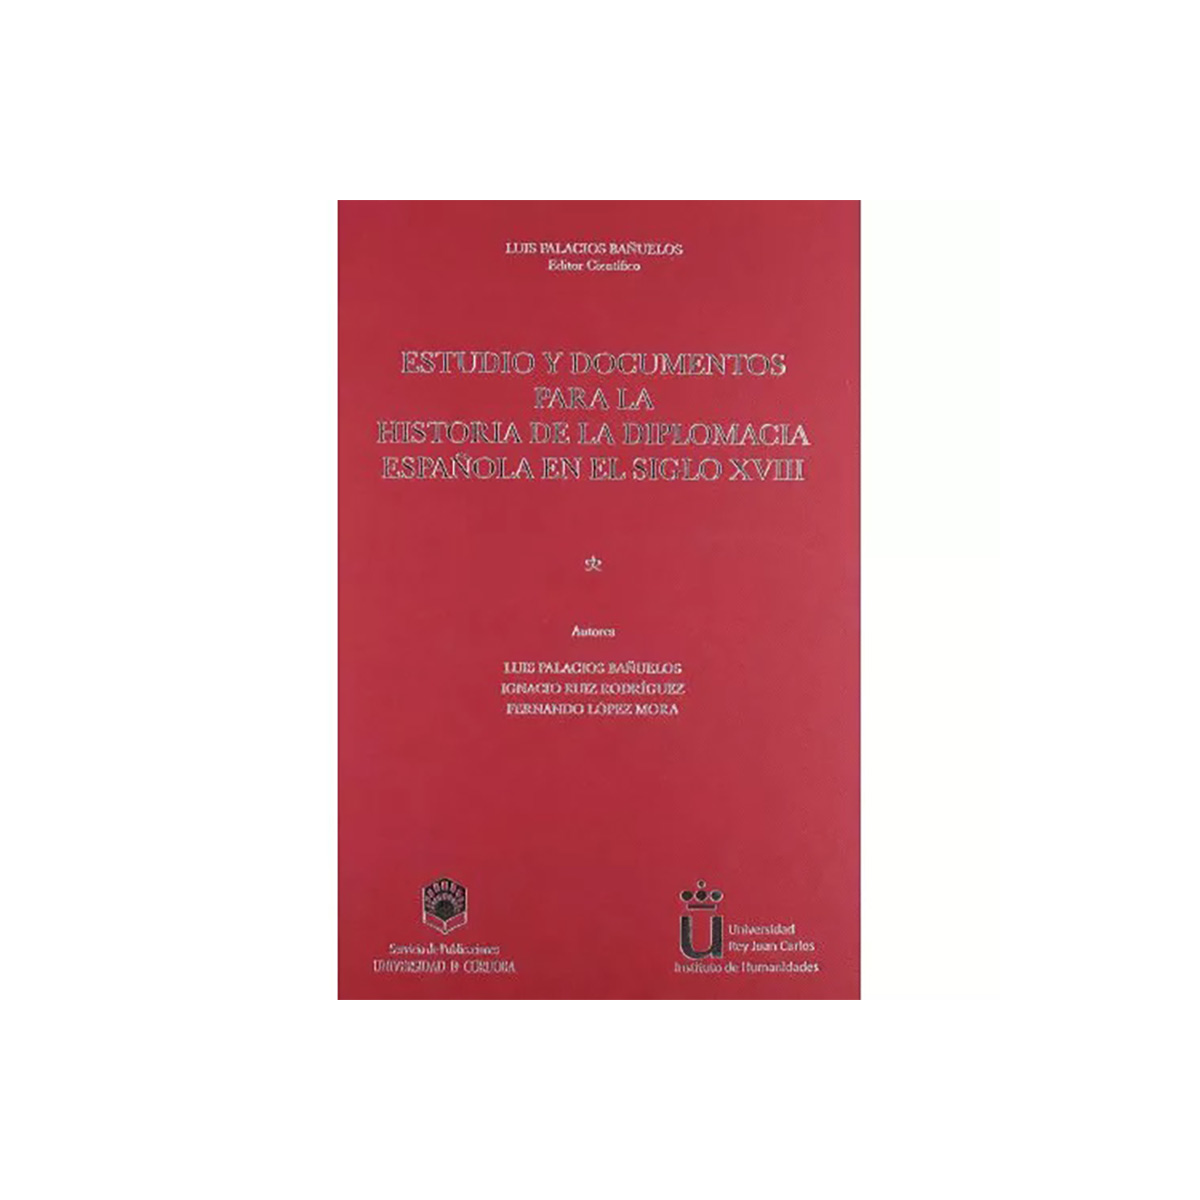 LUIS PALACIOS BAÑUELOS
Editor Científico
ESTUDIO Y DOCUMENTOS
PARA LA
HISTORIA DE LA DIPLOMACIA
ESPAÑOLA EN EL SIGLO XVIII
Autores
LUIS PALACIOS BAÑUELOS
IGNACIO RUIZ RODRÍGUEZ
FERNANDO LÓPEZ MORA
Servicio de Publicaciones
UNIVERSIDAD DE CÓRDOBA
Universidad
Rey Juan Carlos
Instituto de Humanidades